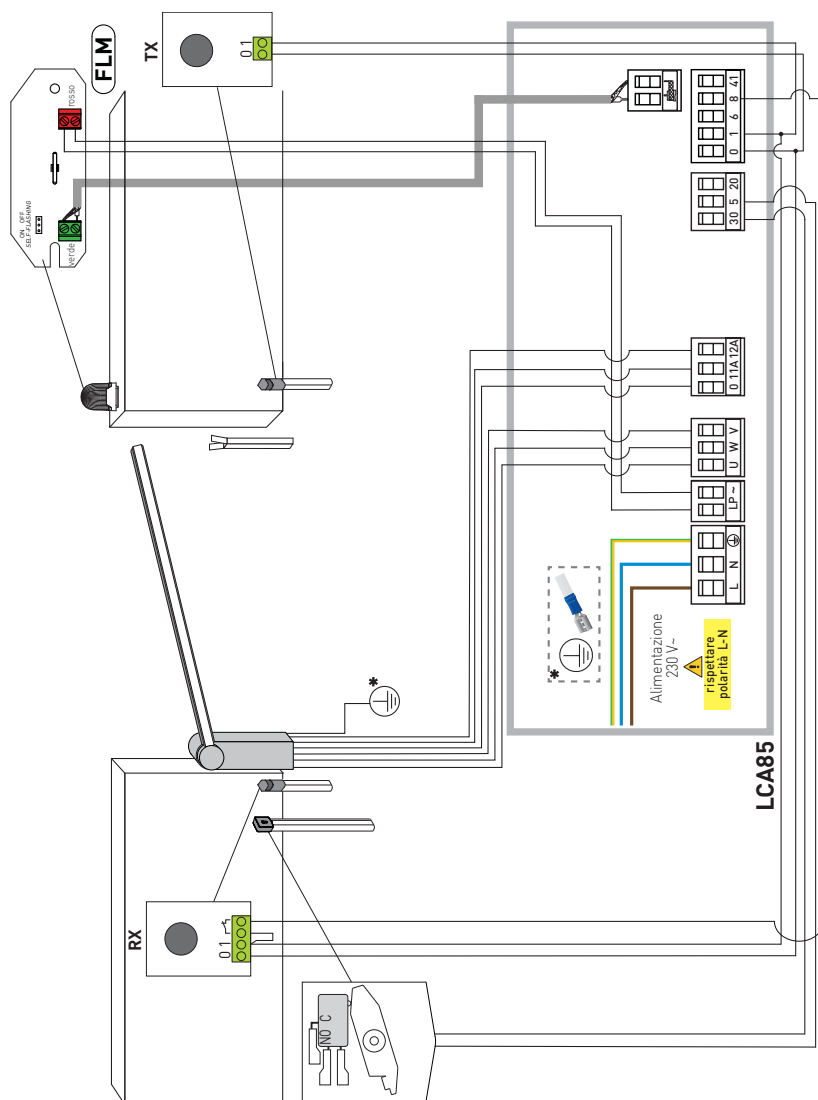 FLM
rosso
ON OFF
SELF-FLASHING
verde
TX
0 1
0 1 6 8 41
30 5 20
0 11A 12A
U W V
LP ~
L N
*
*
Alimentazione
230 V~
rispettare
polarità L-N
LCA85
RX
0 1
NO C